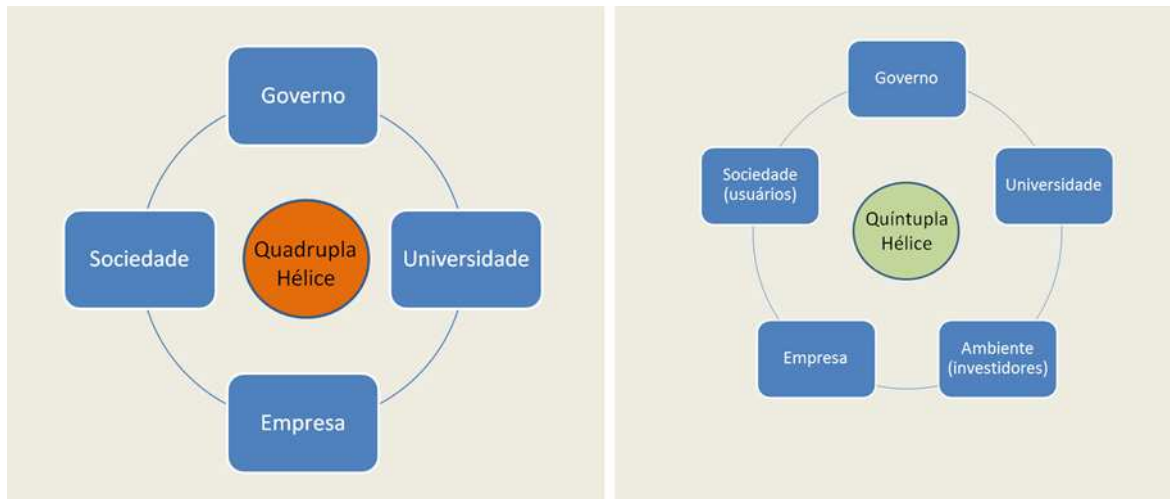 Governo
Sociedade
Quadrupla
Hélice
Universidade
Empresa
Governo
Sociedade
(usuários)
Universidade
Quíntupla
Hélice
Empresa
Ambiente
(investidores)